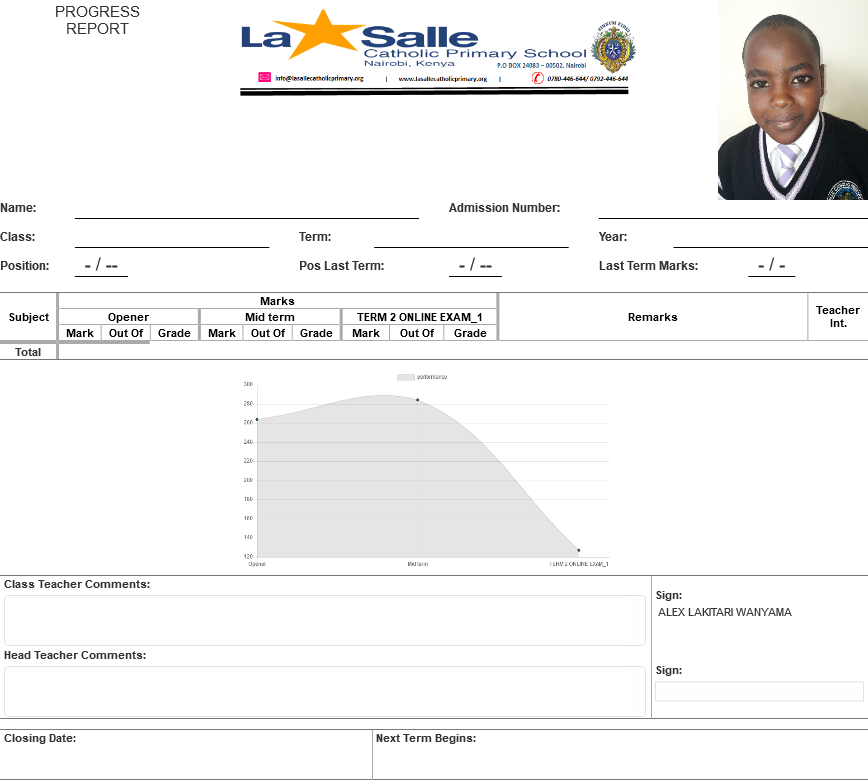 PROGRESS
REPORT
La Salle
Catholic Primary School
Nairobi, Kenya
P.O BOX 24083 – 00502. Nairobi
info@lasallecatholicprimary.org | www.lasallecatholicprimary.org | 0780-446-644/ 0792-446-644
Name: Admission Number:
Class: Term: Year:
Position: - / -- Pos Last Term: - / -- Last Term Marks: - / -
Subject Marks Remarks Teacher Int.
Opener Mid term TERM 2 ONLINE EXAM_1
Mark Out Of Grade Mark Out Of Grade Mark Out Of Grade
Total
performance
300
280
260
240
220
200
180
160
140
120
Opener Mid term TERM 2 ONLINE EXAM_1
Class Teacher Comments:
Sign:
ALEX LAKITARI WANYAMA
Head Teacher Comments:
Sign:
Closing Date: Next Term Begins: